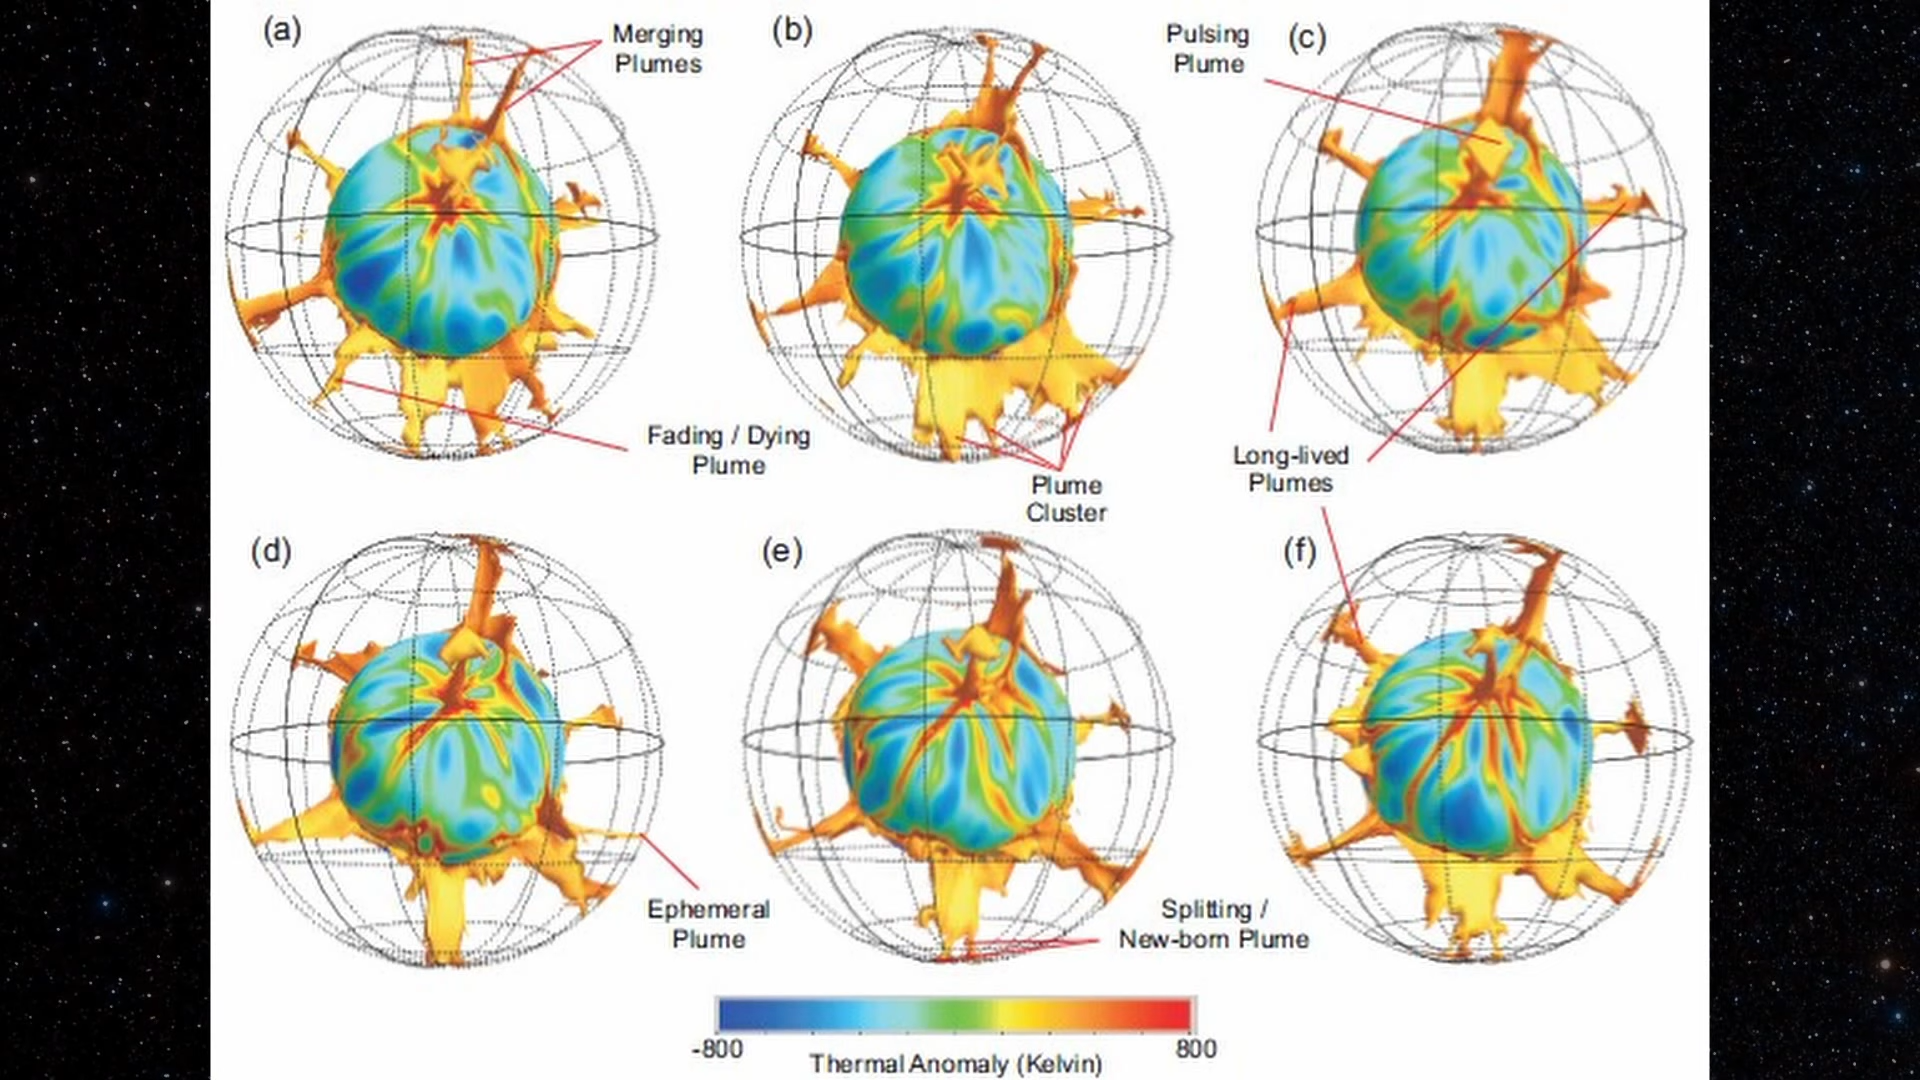 (a)
Merging
Plumes
(b)
Pulsing
Plume
(c)
Fading / Dying
Plume
Plume
Cluster
Long-lived
Plumes
(d)
(e)
(f)
Ephemeral
Plume
Splitting /
New-born Plume
-800
800
Thermal Anomaly (Kelvin)